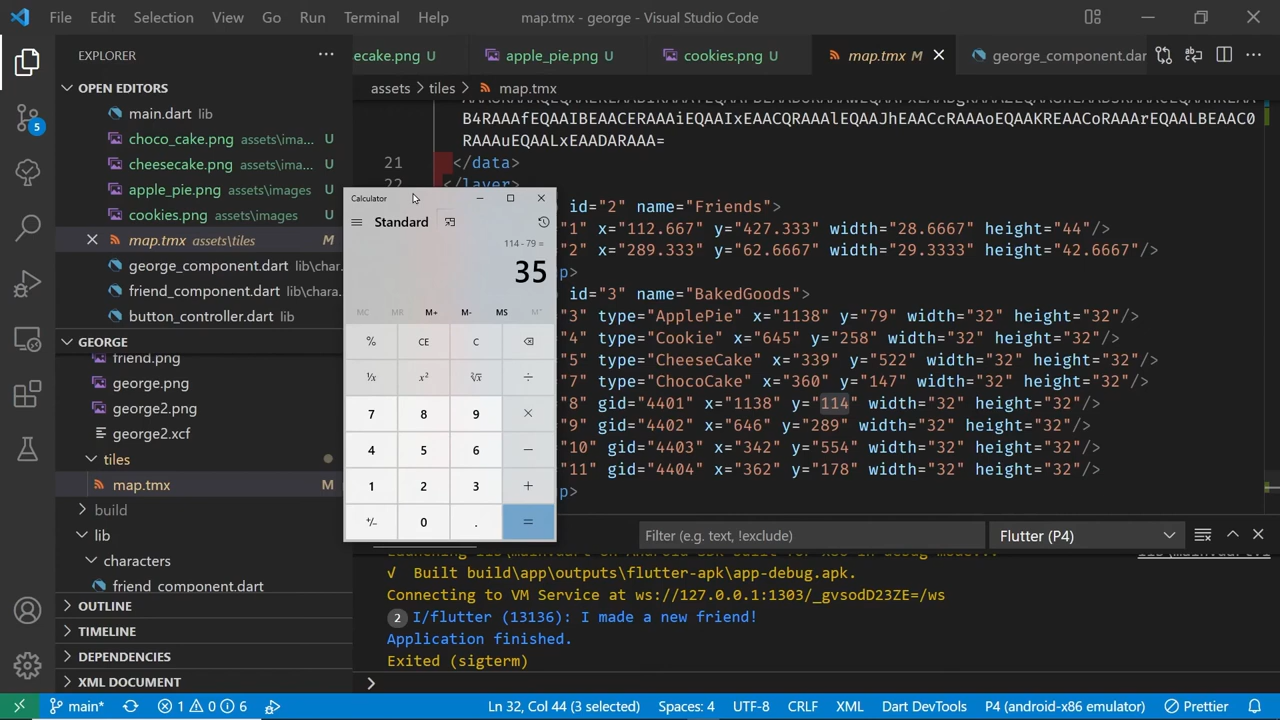 File Edit Selection View Go Run Terminal Help
map.tmx - george - Visual Studio Code
EXPLORER
OPEN EDITORS
main.dart lib
choco_cake.png assets\ima... U
cheesecake.png assets\ima... U
apple_pie.png assets\images U
cookies.png assets\images U
map.tmx assets\tiles M
george_component.dart lib\chara...
friend_component.dart lib\chara...
button_controller.dart lib
GEORGE
friend.png
george.png
george2.png
george2.xcf
tiles
map.tmx M
build
lib
characters
friend_component.dart
OUTLINE
TIMELINE
DEPENDENCIES
XML DOCUMENT
5
ecake.png U
apple_pie.png U
cookies.png U
map.tmx M
george_component.dart
assets > tiles > map.tmx
RAAAuEQAALxEAADARAAA=
21 </data>
22 </layer>
id="2" name="Friends">
"1" x="112.667" y="427.333" width="28.6667" height="44"/>
"2" x="289.333" y="62.6667" width="29.3333" height="42.6667"/>
p>
id="3" name="BakedGoods">
"3" type="ApplePie" x="1138" y="79" width="32" height="32"/>
"4" type="Cookie" x="645" y="258" width="32" height="32"/>
"5" type="CheeseCake" x="339" y="522" width="32" height="32"/>
"7" type="ChocoCake" x="360" y="147" width="32" height="32"/>
"8" gid="4401" x="1138" y="114" width="32" height="32"/>
"9" gid="4402" x="646" y="289" width="32" height="32"/>
"10" gid="4403" x="342" y="554" width="32" height="32"/>
"11" gid="4404" x="362" y="178" width="32" height="32"/>
p>
Calculator
Standard
114 - 79 =
35
MC MR M+ M- MS M˅
% CE C
¹/x x² ²√x ÷
7 8 9 ×
4 5 6 −
1 2 3 +
+/− 0 . =
Filter (e.g. text, !exclude)
Flutter (P4)
√ Built build\app\outputs\flutter-apk\app-debug.apk.
Connecting to VM Service at ws://127.0.0.1:1303/_gvsodD23ZE=/ws
2 I/flutter (13136): I made a new friend!
Application finished.
Exited (sigterm)
>
main* 1 0 6
Ln 32, Col 44 (3 selected) Spaces: 4 UTF-8 CRLF XML Dart DevTools P4 (android-x86 emulator) Prettier